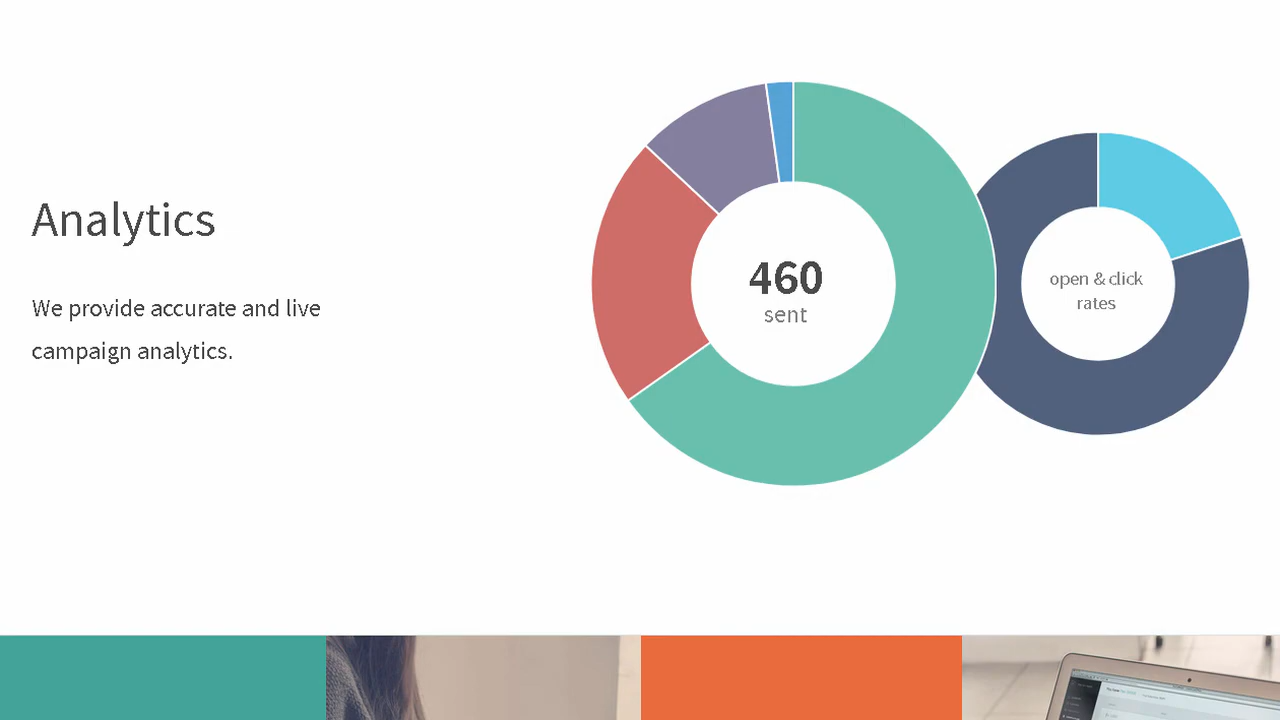 Analytics
We provide accurate and live
campaign analytics.
460
sent
open & click
rates